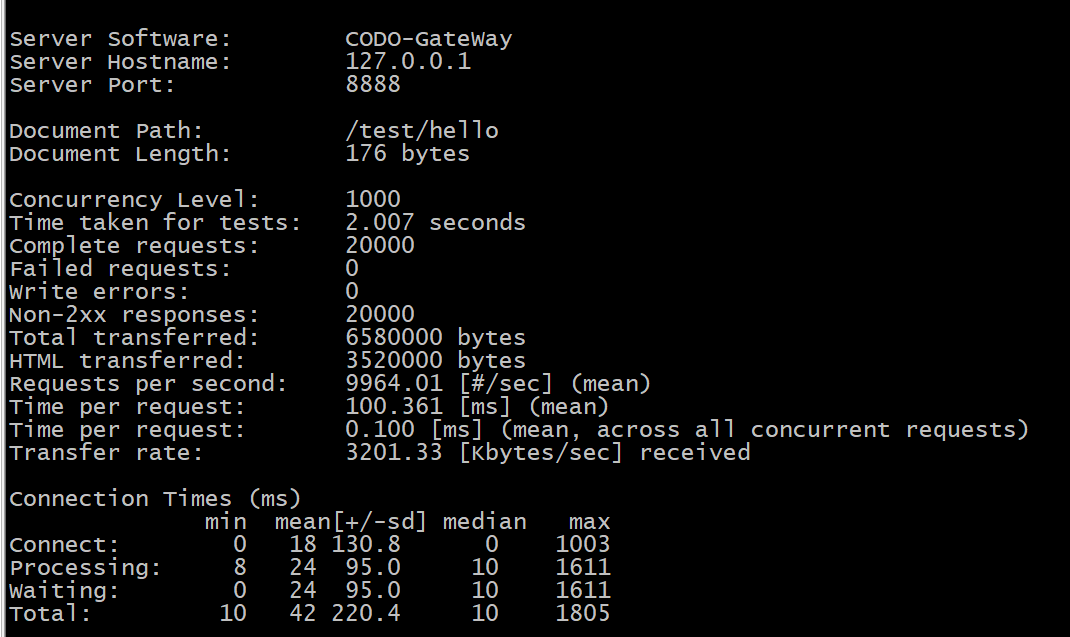 Server Software:        CODO-GateWay
Server Hostname:        127.0.0.1
Server Port:            8888
Document Path:          /test/hello
Document Length:        176 bytes
Concurrency Level:      1000
Time taken for tests:   2.007 seconds
Complete requests:      20000
Failed requests:        0
Write errors:           0
Non-2xx responses:      20000
Total transferred:      6580000 bytes
HTML transferred:       3520000 bytes
Requests per second:    9964.01 [#/sec] (mean)
Time per request:       100.361 [ms] (mean)
Time per request:       0.100 [ms] (mean, across all concurrent requests)
Transfer rate:          3201.33 [Kbytes/sec] received
Connection Times (ms)
              min  mean[+/-sd] median   max
Connect:        0   18 130.8      0    1003
Processing:     8   24  95.0     10    1611
Waiting:        0   24  95.0     10    1611
Total:         10   42 220.4     10    1805